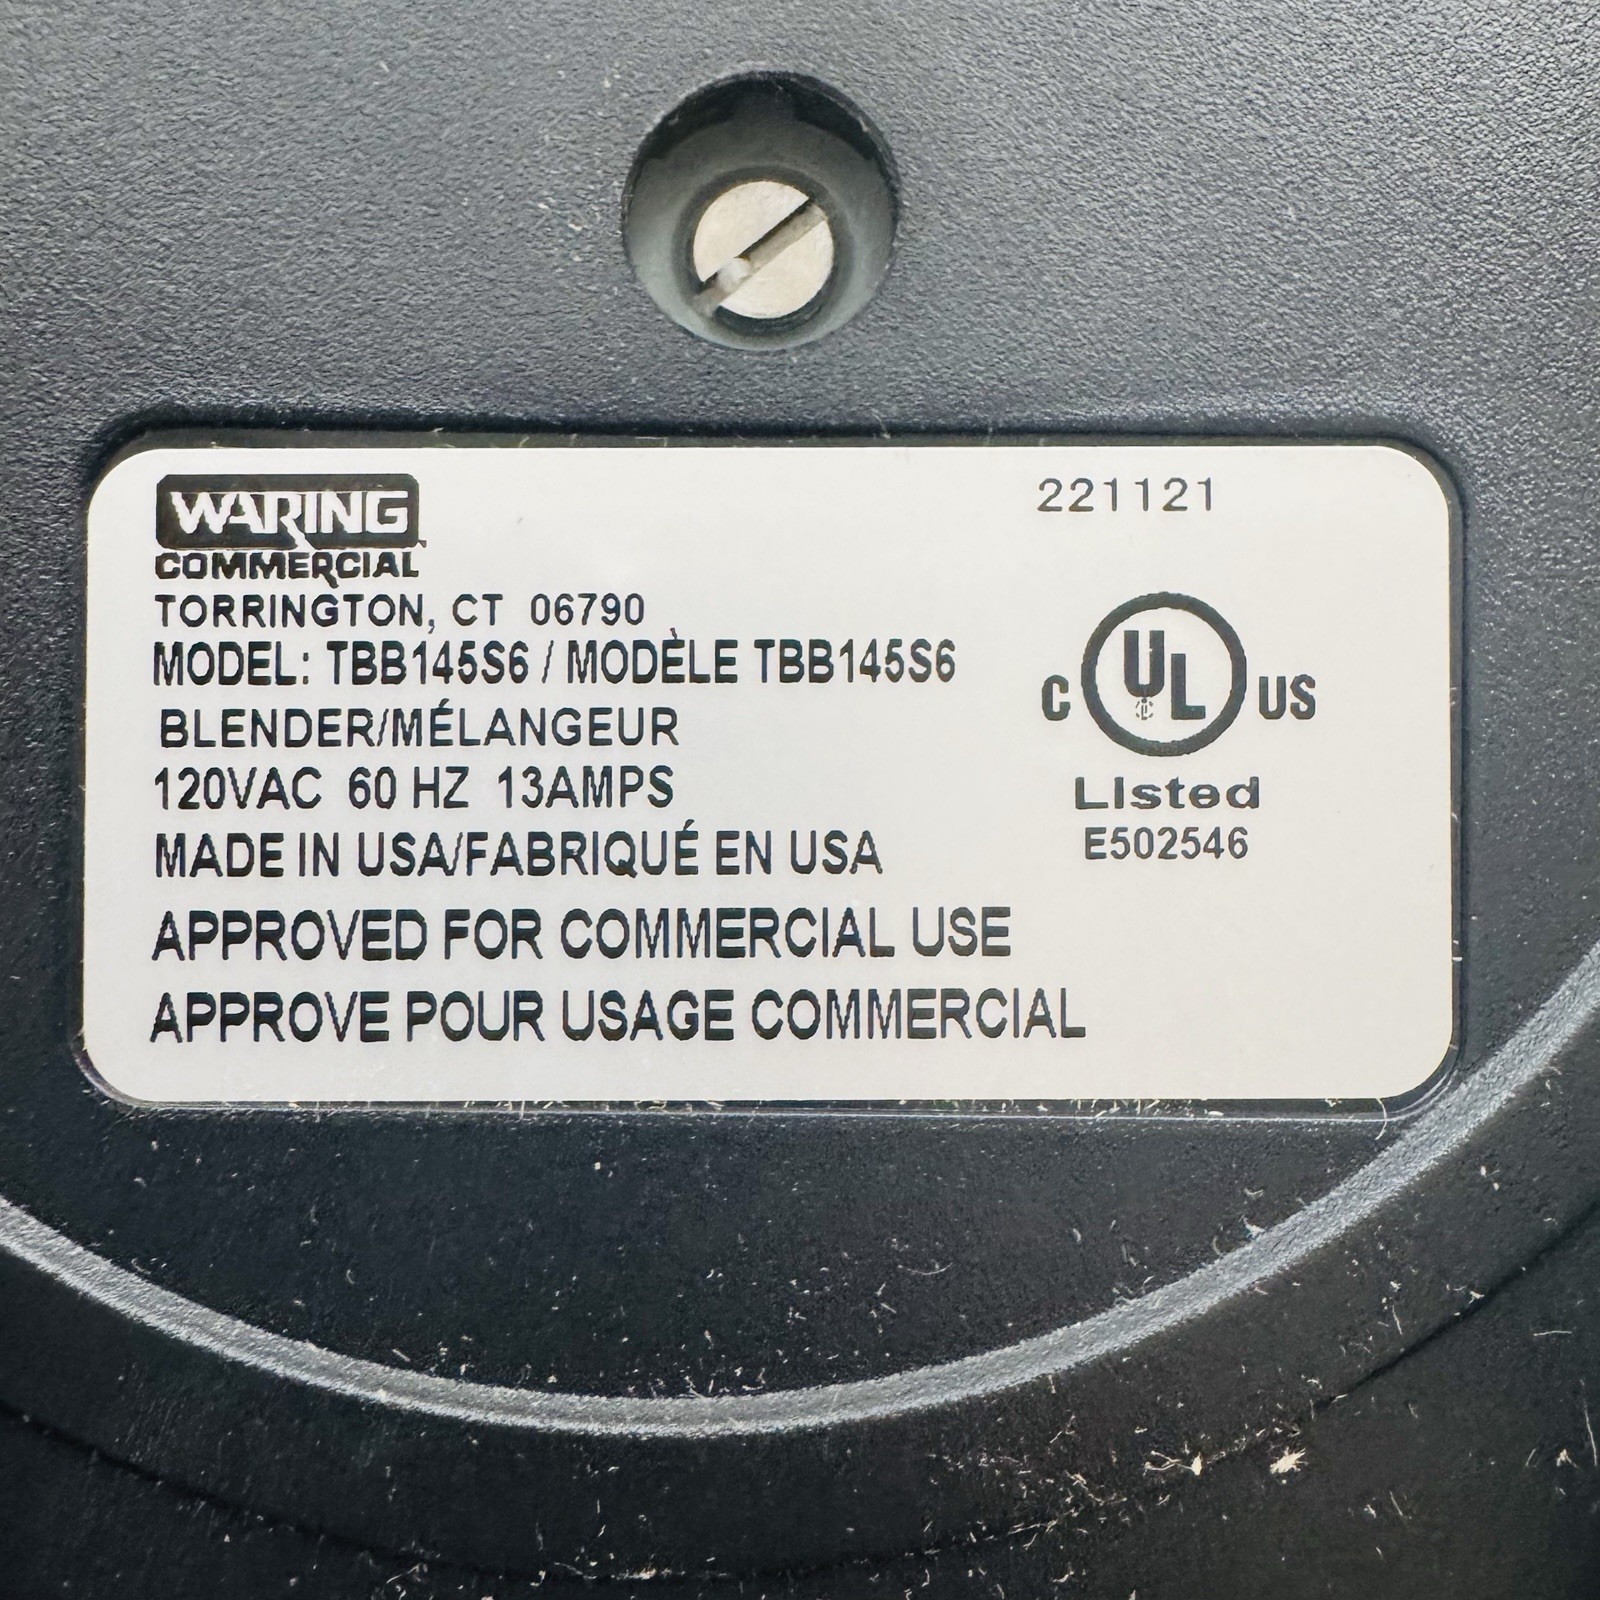 WARING
COMMERCIAL
TORRINGTON, CT 06790
MODEL: TBB145S6 / MODÈLE TBB145S6
BLENDER/MÉLANGEUR
120VAC 60 HZ 13AMPS
MADE IN USA/FABRIQUÉ EN USA
APPROVED FOR COMMERCIAL USE
APPROVE POUR USAGE COMMERCIAL
221121
C UL US
Listed
E502546